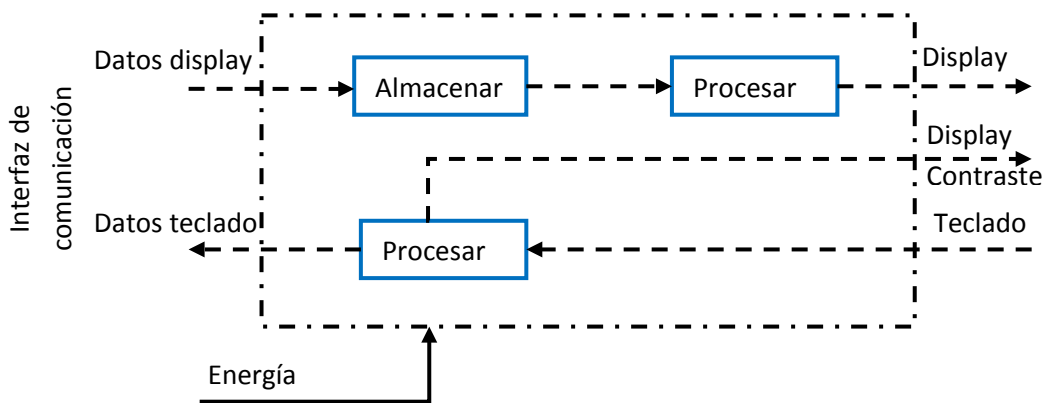 Interfaz de
comunicación
Datos display
Almacenar
Procesar
Display
Display
Contraste
Datos teclado
Procesar
Teclado
Energía